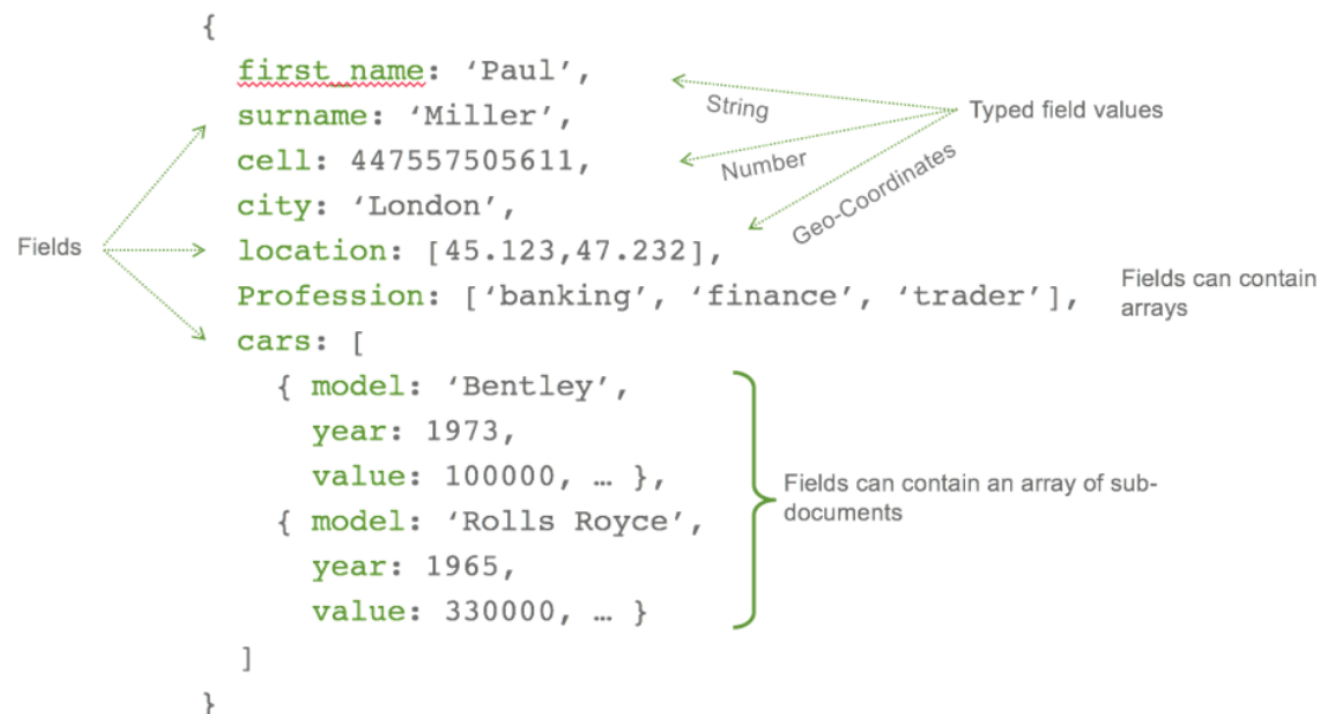 {
first_name: ‘Paul’,
surname: ‘Miller’,
cell: 447557505611,
city: ‘London’,
location: [45.123,47.232],
Profession: [‘banking’, ‘finance’, ‘trader’],
cars: [
{ model: ‘Bentley’,
year: 1973,
value: 100000, … },
{ model: ‘Rolls Royce’,
year: 1965,
value: 330000, … }
]
}
Fields
String
Number
Geo-Coordinates
Typed field values
Fields can contain
arrays
Fields can contain an array of sub-
documents